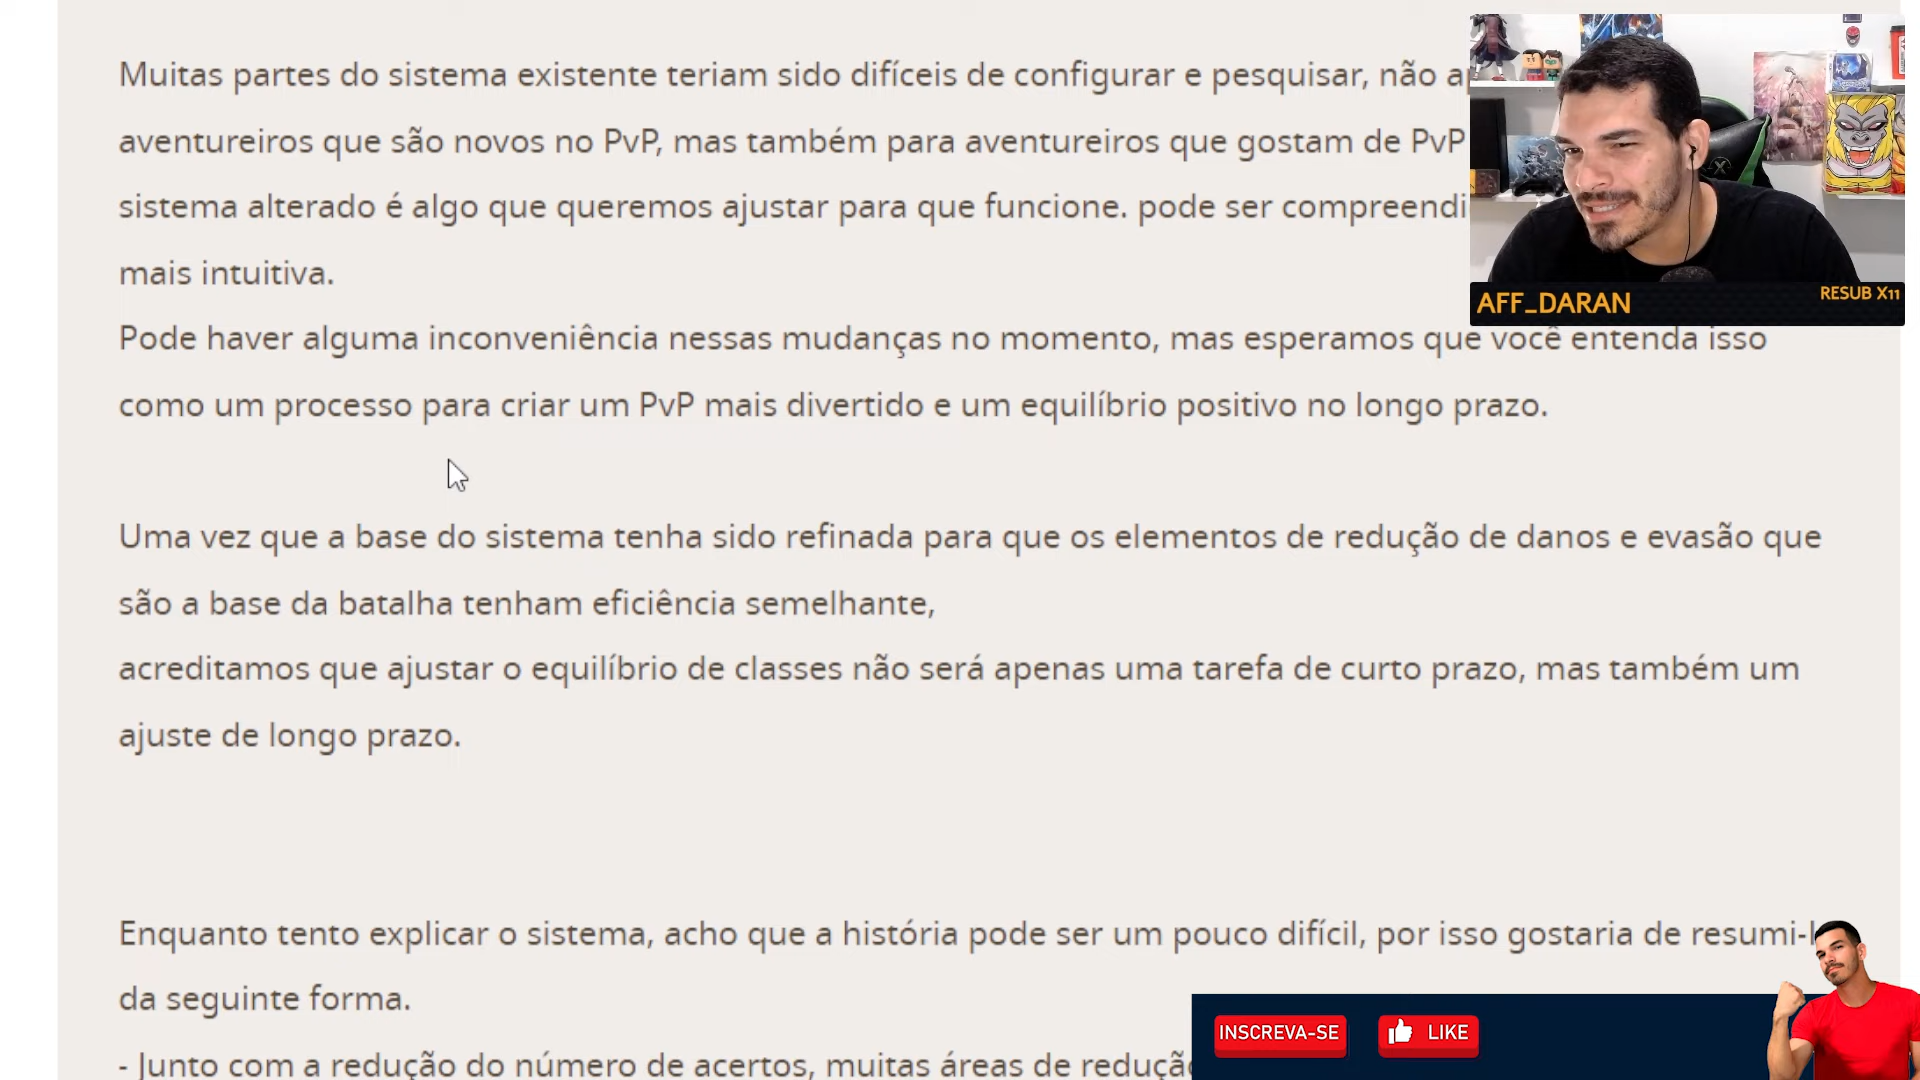 Muitas partes do sistema existente teriam sido difíceis de configurar e pesquisar, não
aventureiros que são novos no PvP, mas também para aventureiros que gostam de PvP
sistema alterado é algo que queremos ajustar para que funcione. pode ser
mais intuitiva.
Pode haver alguma inconveniência nessas mudanças no momento, mas esperamos que você entenda isso
como um processo para criar um PvP mais divertido e um equilíbrio positivo no longo prazo.
Uma vez que a base do sistema tenha sido refinada para que os elementos de redução de danos e evasão que
são a base da batalha tenham eficiência semelhante,
acreditamos que ajustar o equilíbrio de classes não será apenas uma tarefa de curto prazo, mas também um
ajuste de longo prazo.
Enquanto tento explicar o sistema, acho que a história pode ser um pouco difícil, por isso gostaria de
da seguinte forma.
- Junto com a redução do número de acertos, muitas áreas de
AFF_DARAN
RESUB X11
INSCREVA-SE
LIKE